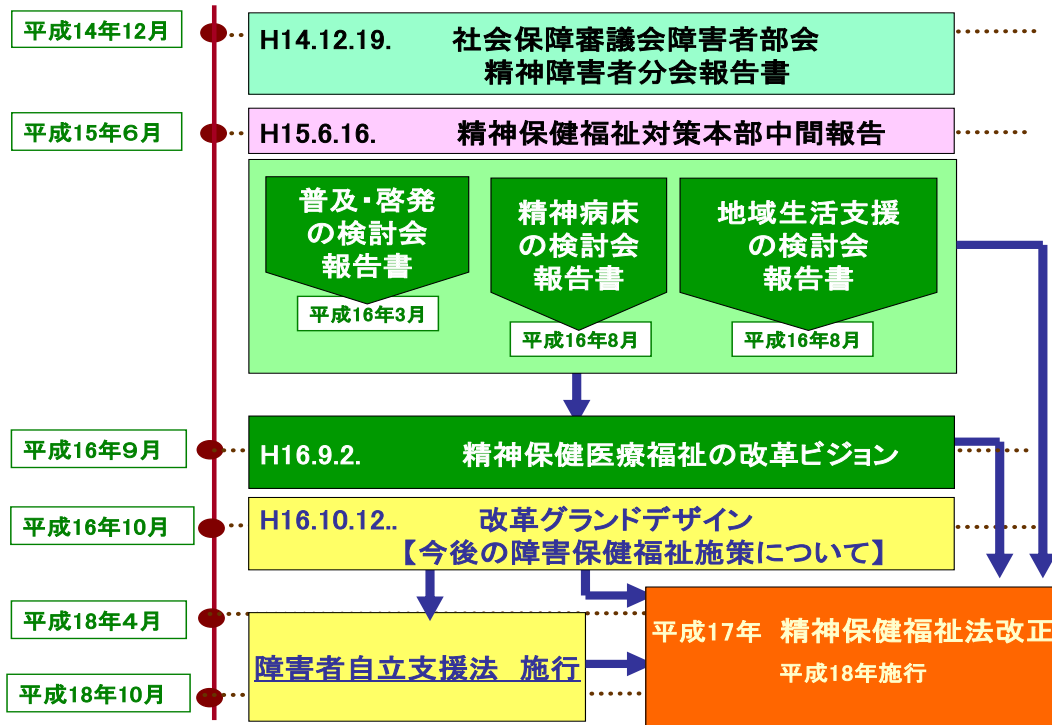 平成14年12月
H14.12.19. 社会保障審議会障害者部会
精神障害者分会報告書
平成15年6月
H15.6.16. 精神保健福祉対策本部中間報告
普及・啓発
の検討会
報告書
平成16年3月
精神病床
の検討会
報告書
平成16年8月
地域生活支援
の検討会
報告書
平成16年8月
平成16年9月
H16.9.2. 精神保健医療福祉の改革ビジョン
平成16年10月
H16.10.12.. 改革グランドデザイン
【今後の障害保健福祉施策について】
平成18年4月
障害者自立支援法 施行
平成17年 精神保健福祉法改正
平成18年施行
平成18年10月